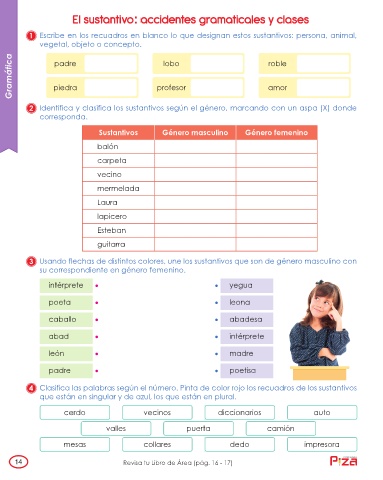 El sustantivo: accidentes gramaticales y clases
Gramática
1 Escribe en los recuadros en blanco lo que designan estos sustantivos: persona, animal,
vegetal, objeto o concepto.
padre lobo roble
piedra profesor amor
2 Identifica y clasifica los sustantivos según el género, marcando con un aspa (X) donde
corresponda.
Sustantivos Género masculino Género femenino
balón
carpeta
vecino
mermelada
Laura
lapicero
Esteban
guitarra
3 Usando flechas de distintos colores, une los sustantivos que son de género masculino con
su correspondiente en género femenino.
intérprete • • yegua
poeta • • leona
caballo • • abadesa
abad • • intérprete
león • • madre
padre • • poetisa
4 Clasifica las palabras según el número. Pinta de color rojo los recuadros de los sustantivos
que están en singular y de azul, los que están en plural.
cerdo vecinos diccionarios auto
valles puerta camión
mesas collares dedo impresora
14 Revisa tu Libro de Área (pág. 16 - 17)